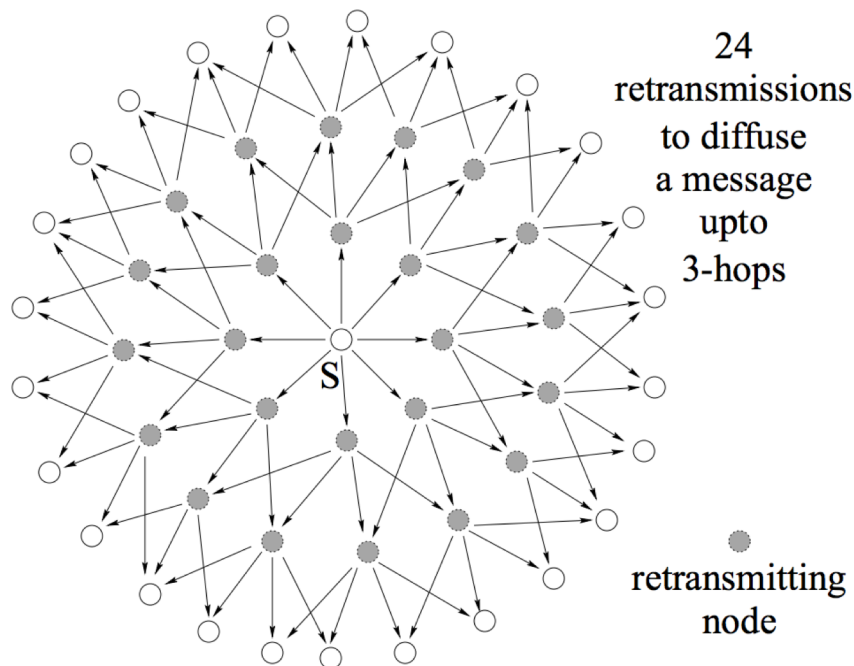 24
retransmissions
to diffuse
a message
upto
3-hops
S
retransmitting
node